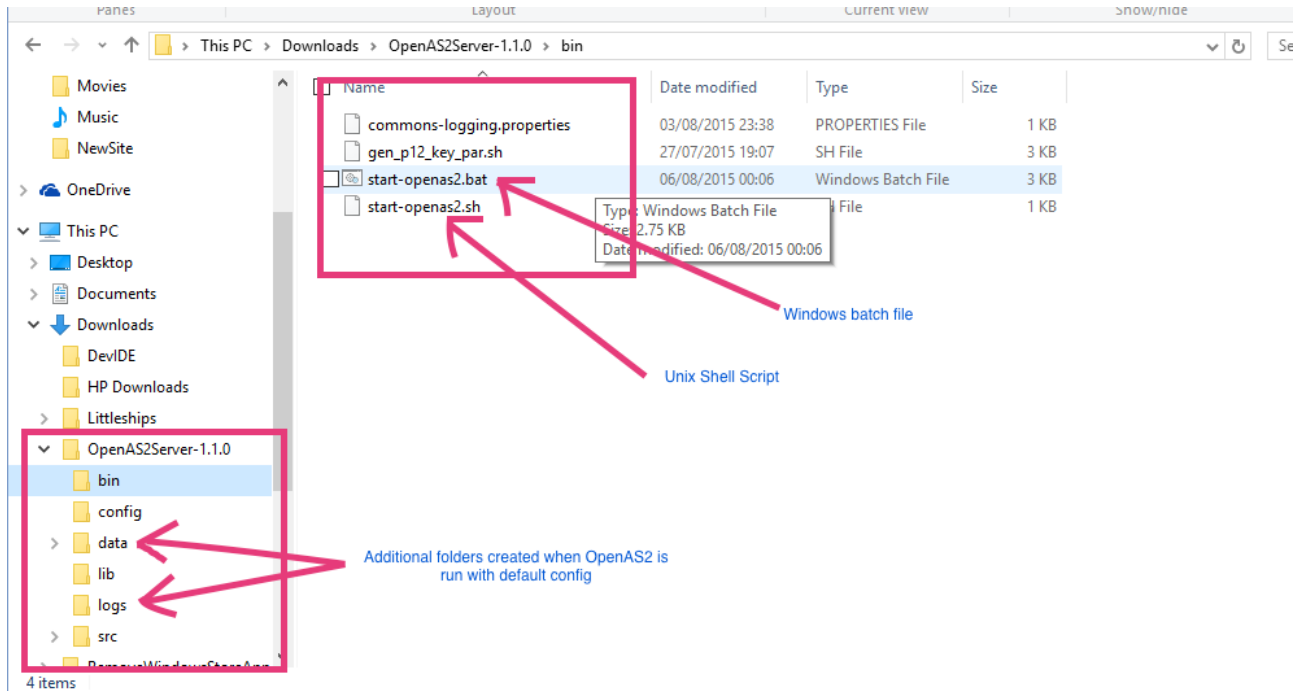 Panes Layout Current view Show/hide
This PC > Downloads > OpenAS2Server-1.1.0 > bin
Movies
Music
NewSite
OneDrive
This PC
Desktop
Documents
Downloads
DevIDE
HP Downloads
Littleships
OpenAS2Server-1.1.0
bin
config
data
lib
logs
src
4 items
Name Date modified Type Size
commons-logging.properties 03/08/2015 23:38 PROPERTIES File 1 KB
gen_p12_key_par.sh 27/07/2015 19:07 SH File 3 KB
start-openas2.bat 06/08/2015 00:06 Windows Batch File 3 KB
start-openas2.sh File 1 KB
Type: Windows Batch File
Size: 2.75 KB
Date modified: 06/08/2015 00:06
Windows batch file
Unix Shell Script
Additional folders created when OpenAS2 is
run with default config